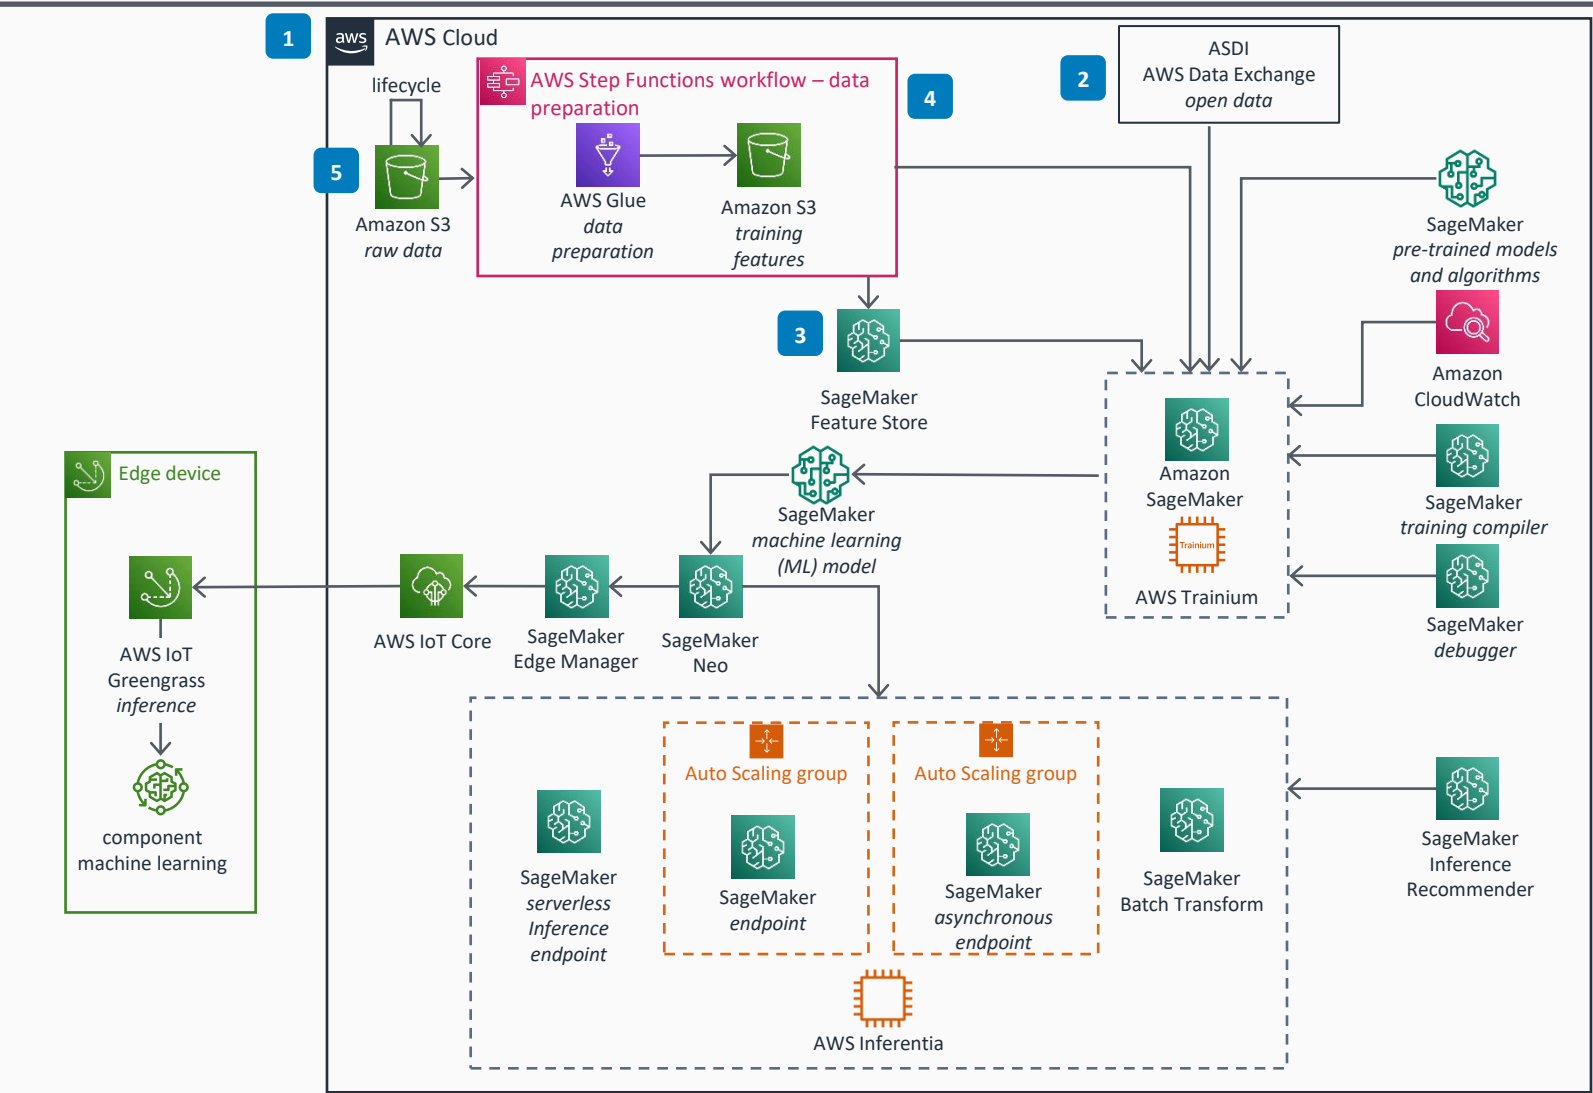 1
aws
AWS Cloud
lifecycle
5
Amazon S3
raw data
AWS Step Functions workflow – data
preparation
AWS Glue
data
preparation
Amazon S3
training
features
4
2
ASDI
AWS Data Exchange
open data
SageMaker
pre-trained models
and algorithms
3
SageMaker
Feature Store
Amazon
CloudWatch
Amazon
SageMaker
Trainium
AWS Trainium
SageMaker
training compiler
SageMaker
debugger
SageMaker
machine learning
(ML) model
Edge device
AWS IoT
Greengrass
inference
component
machine learning
AWS IoT Core
SageMaker
Edge Manager
SageMaker
Neo
SageMaker
serverless
Inference
endpoint
Auto Scaling group
SageMaker
endpoint
Auto Scaling group
SageMaker
asynchronous
endpoint
SageMaker
Batch Transform
AWS Inferentia
SageMaker
Inference
Recommender